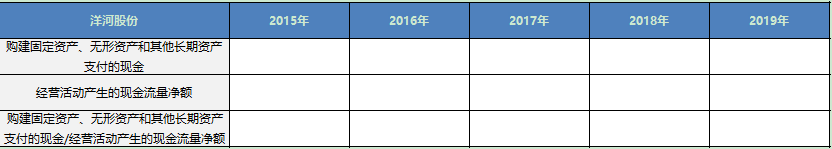 洋河股份 2015年 2016年 2017年 2018年 2019年
购建固定资产、无形资产和其他长期资产
支付的现金
经营活动产生的现金流量净额
购建固定资产、无形资产和其他长期资产
支付的现金/经营活动产生的现金流量净额